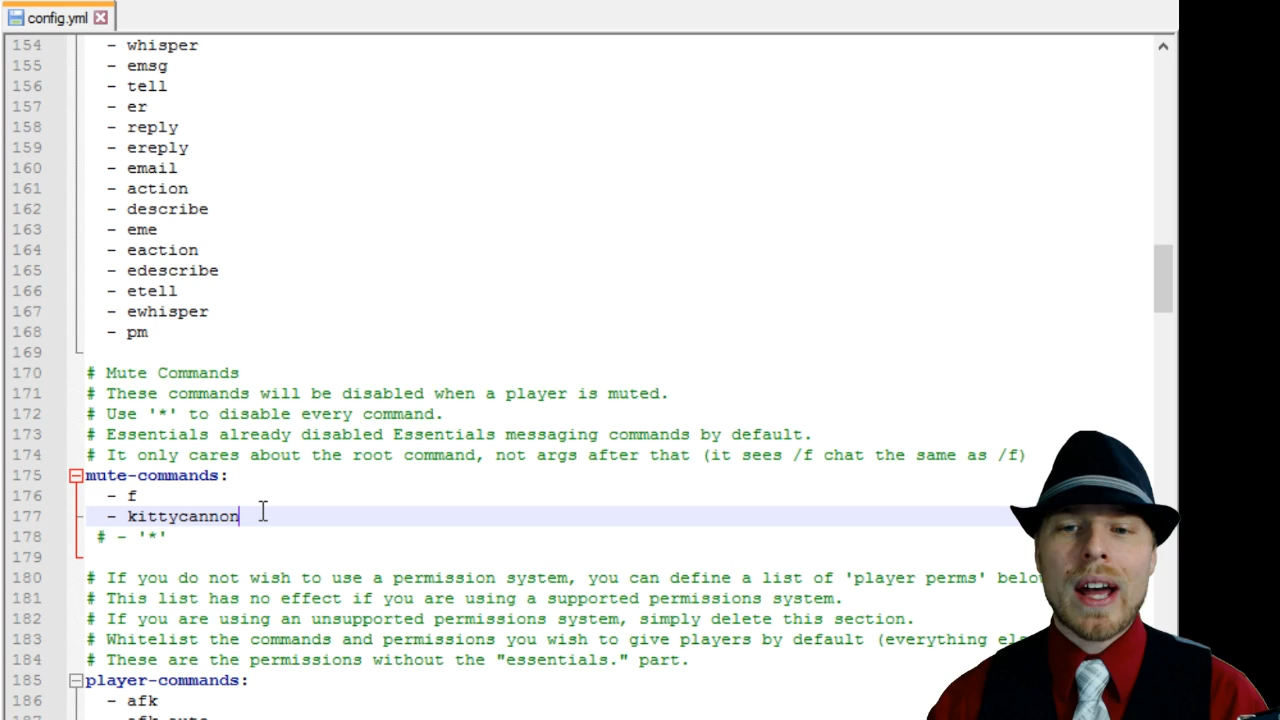 config.yml
154 - whisper
155 - emsg
156 - tell
157 - er
158 - reply
159 - ereply
160 - email
161 - action
162 - describe
163 - eme
164 - eaction
165 - edescribe
166 - etell
167 - ewhisper
168 - pm
169
170 # Mute Commands
171 # These commands will be disabled when a player is muted.
172 # Use '*' to disable every command.
173 # Essentials already disabled Essentials messaging commands by default.
174 # It only cares about the root command, not args after that (it sees /f chat the same as /f)
175 mute-commands:
176 - f
177 - kittycannon
178 # - '*'
179
180 # If you do not wish to use a permission system, you can define a list of 'player perms'
181 # This list has no effect if you are using a supported permissions system.
182 # If you are using an unsupported permissions system, simply delete this section.
183 # Whitelist the commands and permissions you wish to give players by default (everything
184 # These are the permissions without the "essentials." part.
185 player-commands:
186 - afk